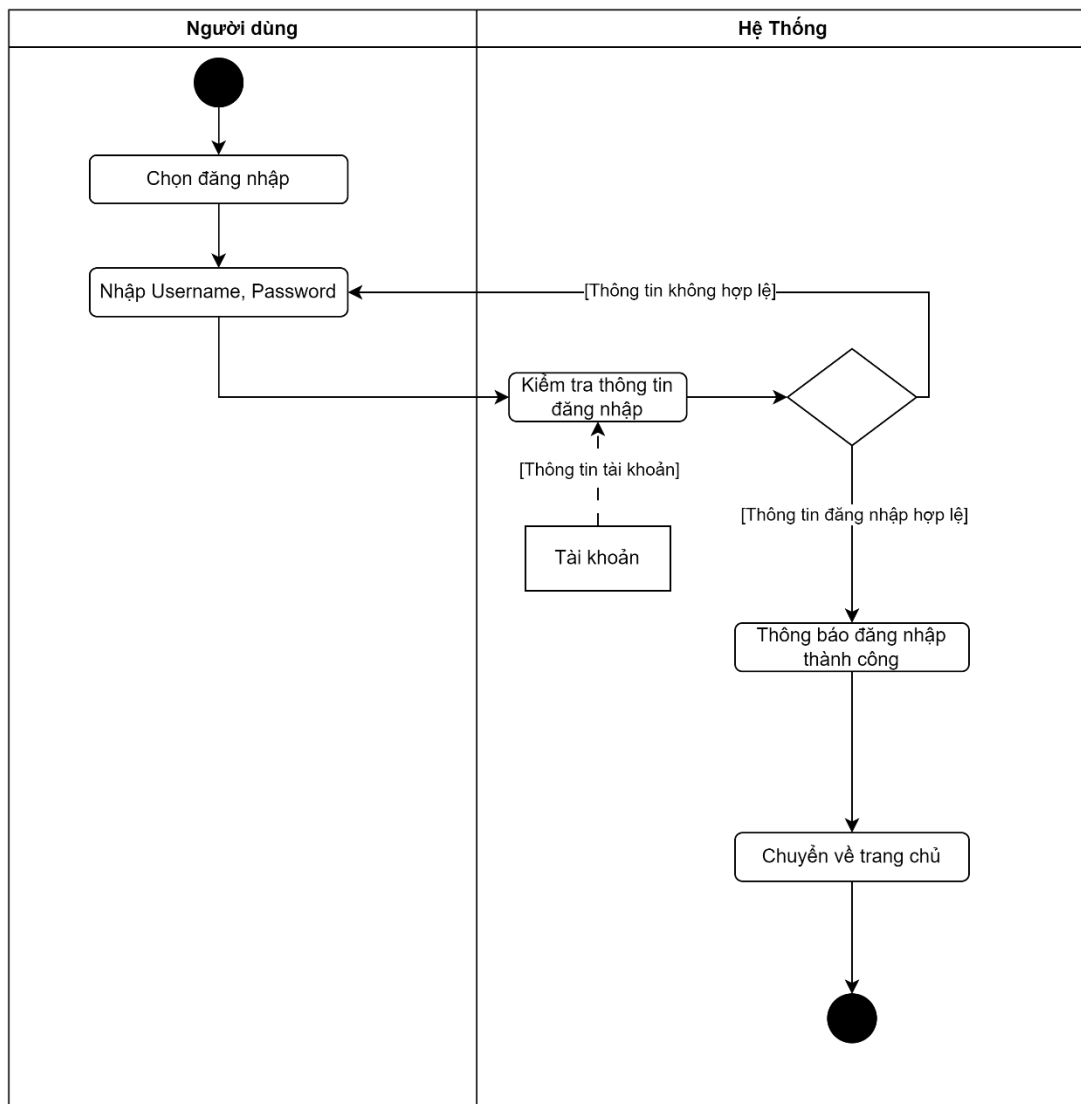 Người dùng
Hệ Thống
Chọn đăng nhập
Nhập Username, Password
[Thông tin không hợp lệ]
Kiểm tra thông tin
đăng nhập
[Thông tin tài khoản]
[Thông tin đăng nhập hợp lệ]
Tài khoản
Thông báo đăng nhập
thành công
Chuyển về trang chủ